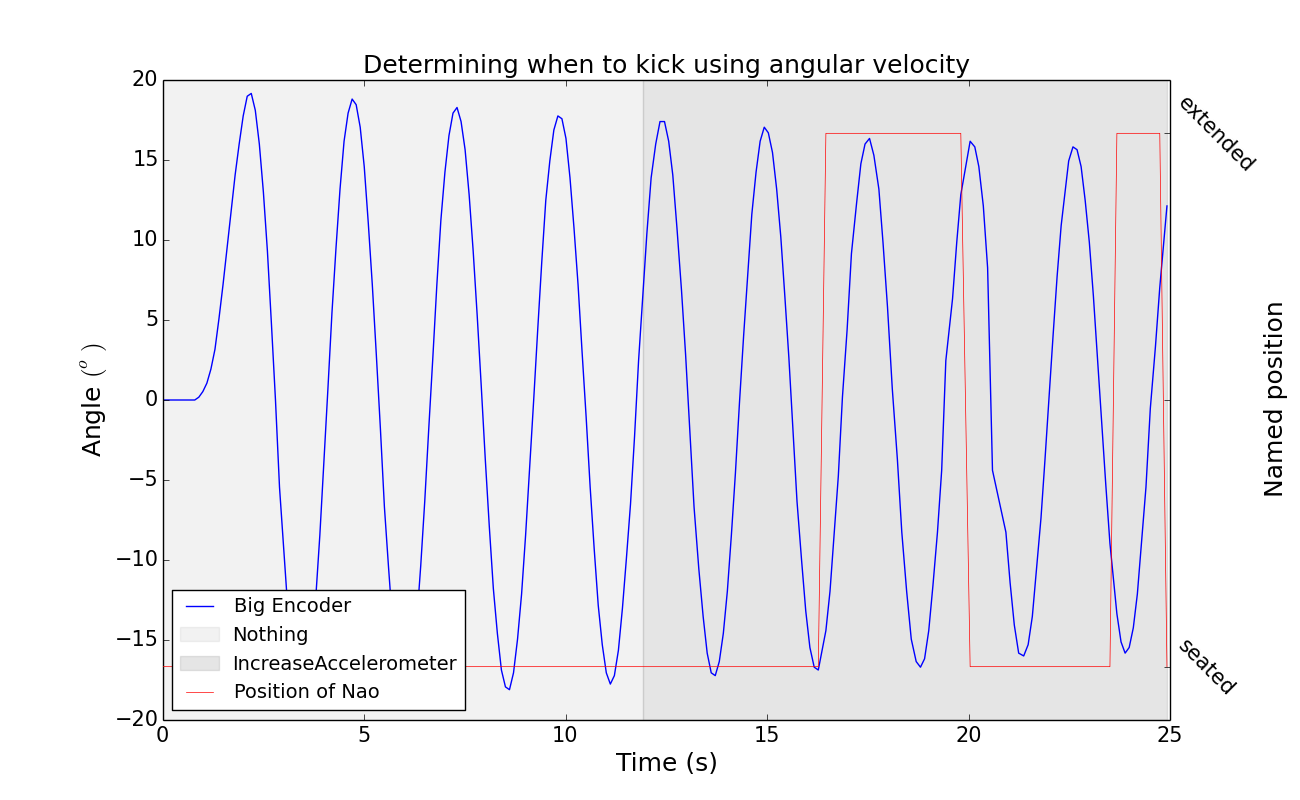 Determining when to kick using angular velocity
20
15
10
5
0
−5
−10
−15
−20
Angle (°)
0
5
10
15
20
25
Time (s)
extended
seated
Named position
Big Encoder
Nothing
IncreaseAccelerometer
Position of Nao